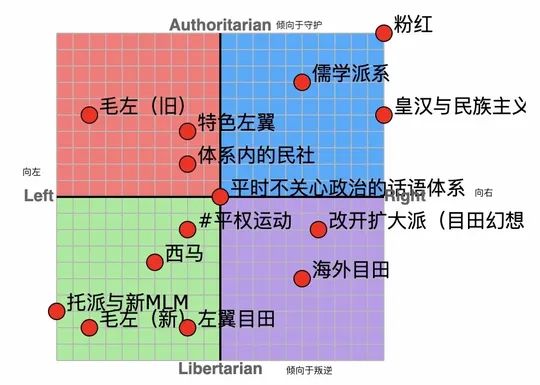 Authoritarian 倾向于守护
粉红
儒学派系
毛左（旧）
皇汉与民族主义
特色左翼
体系内的民社
向左
平时不关心政治的话语体系
向右
Left
Right
#平权运动
改开扩大派（目田幻想
西马
海外目田
托派与新MLM
毛左（新）
左翼目田
Libertarian 倾向于叛逆